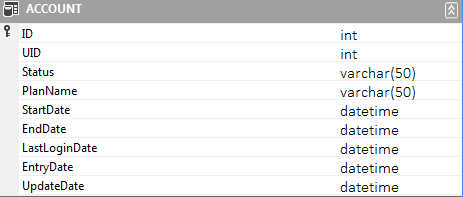 ACCOUNT
ID int
UID int
Status varchar(50)
PlanName varchar(50)
StartDate datetime
EndDate datetime
LastLoginDate datetime
EntryDate datetime
UpdateDate datetime